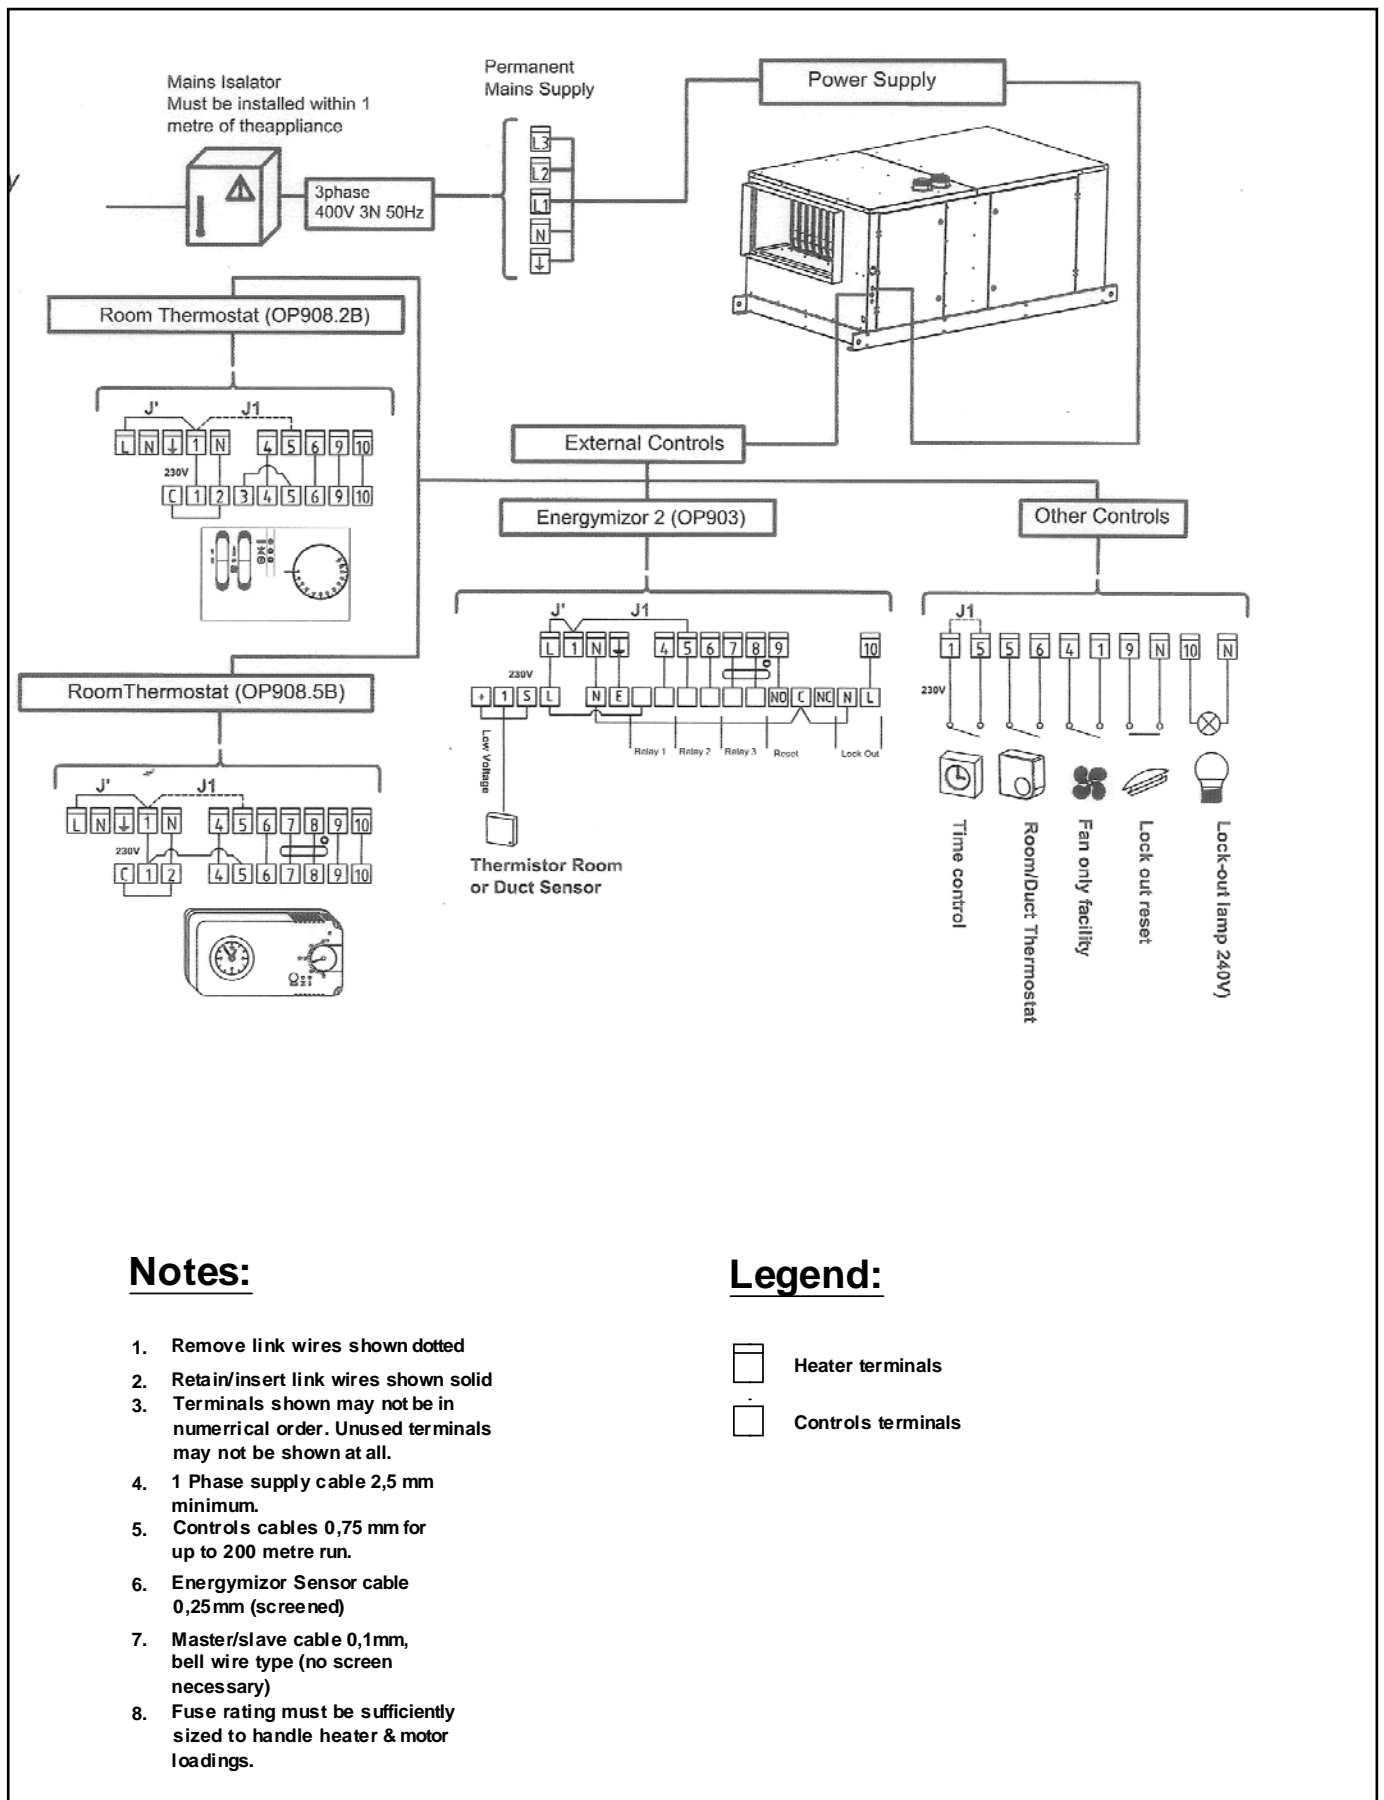 Mains Isalator
Must be installed within 1
metre of theappliance
3phase
400V 3N 50Hz
Permanent
Mains Supply
L3
L2
L1
N
Power Supply
y
Room Thermostat (OP908.2B)
J' J1
L N 1 N 4 5 6 9 10
230V
C 1 2 3 4 5 6 9 10
External Controls
Energymizor 2 (OP903)
J' J1
L 1 N 4 5 6 7 8 9 10
230V
+ 1 S L N E NO C NC N L
Relay 1 Relay 2 Relay 3 Reset Lock Out
Low Voltage
Thermistor Room
or Duct Sensor
Other Controls
J1
1 5 5 6 4 1 9 N 10 N
230V
Time control
Room/Duct Thermostat
Fan only facility
Lock out reset
Lock-out lamp 240V)
RoomThermostat (OP908.5B)
J' J1
L N 1 N 4 5 6 7 8 9 10
230V
C 1 2 4 5 6 7 8 9 10
Notes:
1. Remove link wires shown dotted
2. Retain/insert link wires shown solid
3. Terminals shown may not be in
numerrical order. Unused terminals
may not be shown at all.
4. 1 Phase supply cable 2,5 mm
minimum.
5. Controls cables 0,75 mm for
up to 200 metre run.
6. Energymizor Sensor cable
0,25mm (screened)
7. Master/slave cable 0,1mm,
bell wire type (no screen
necessary)
8. Fuse rating must be sufficiently
sized to handle heater & motor
loadings.
Legend:
Heater terminals
Controls terminals